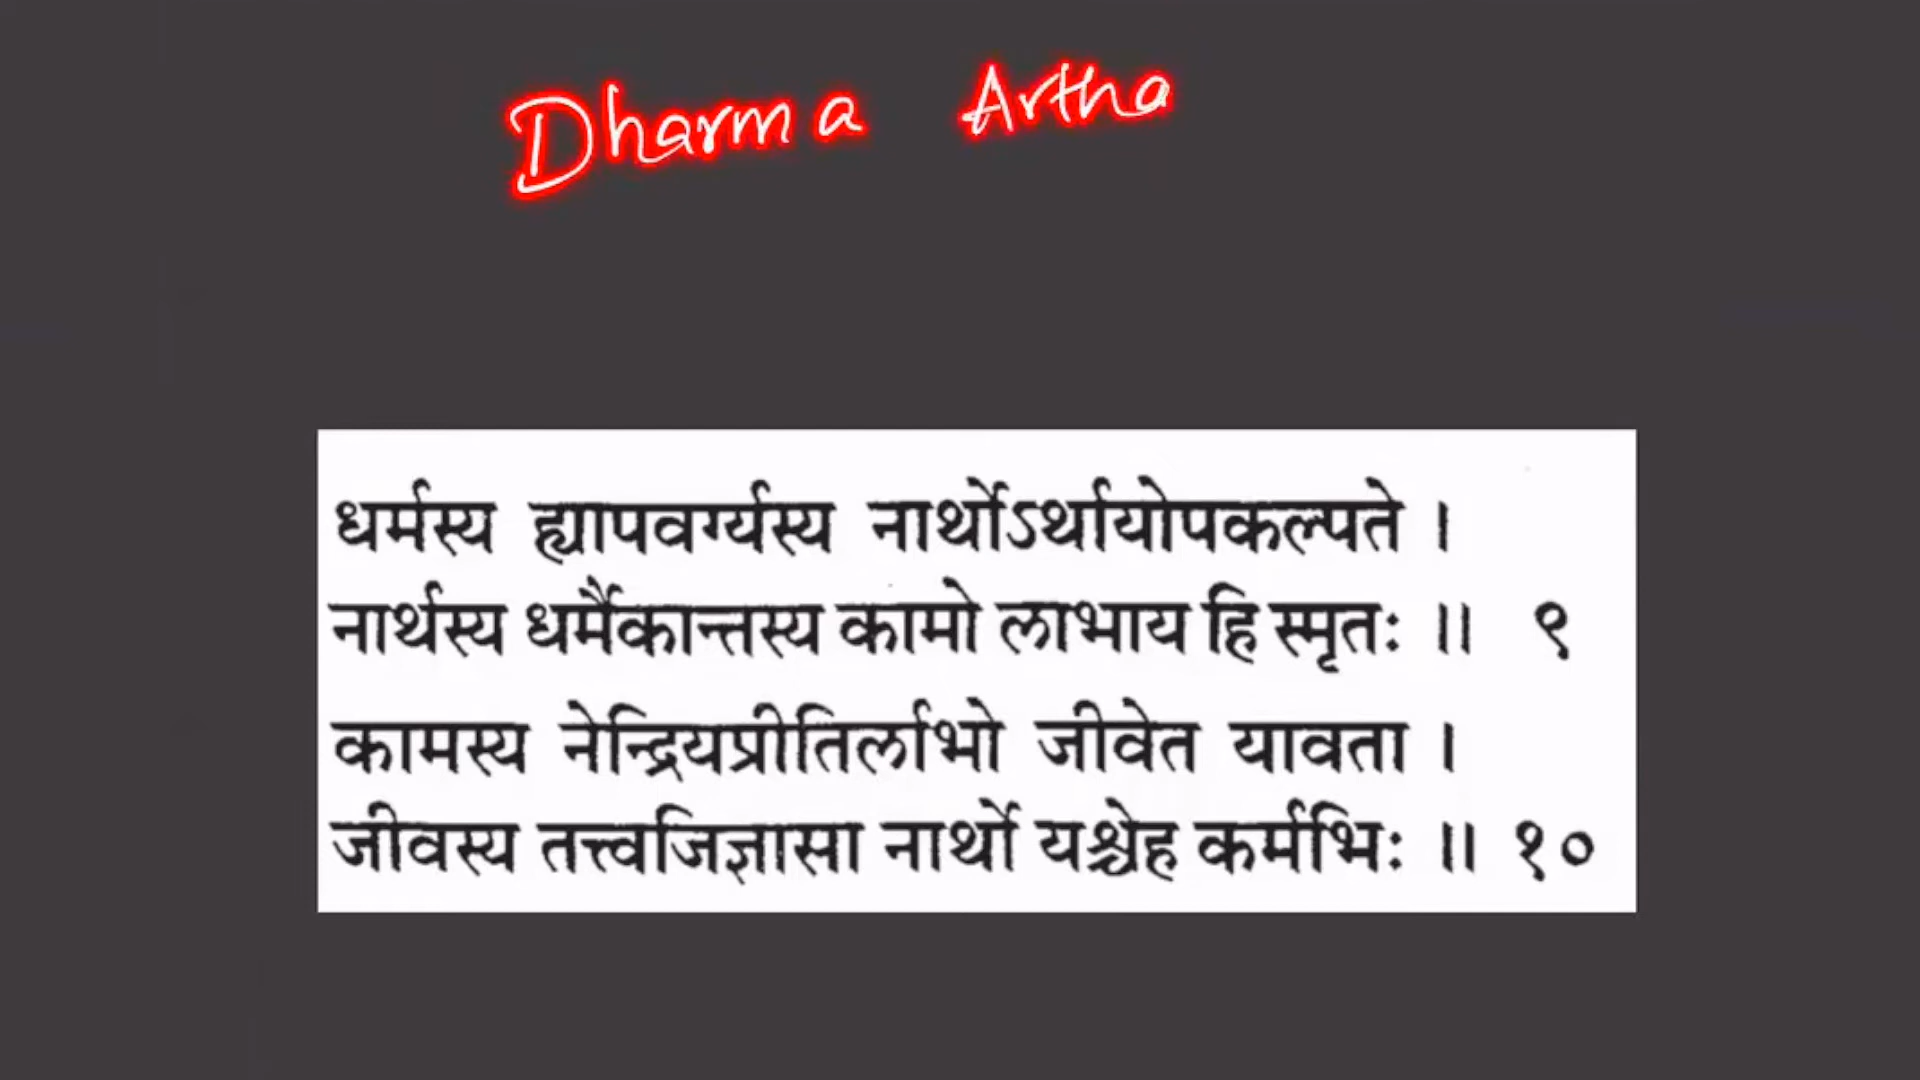 Dharma Artha
धर्मस्य ह्यापवर्ग्यस्य नार्थोऽर्थायोपकल्पते ।
नार्थस्य धर्मैकान्तस्य कामो लाभाय हि स्मृतः ॥ ९
कामस्य नेन्द्रियप्रीतिर्लाभो जीवेत यावता ।
जीवस्य तत्त्वजिज्ञासा नार्थो यश्चेह कर्मभिः ॥ १०